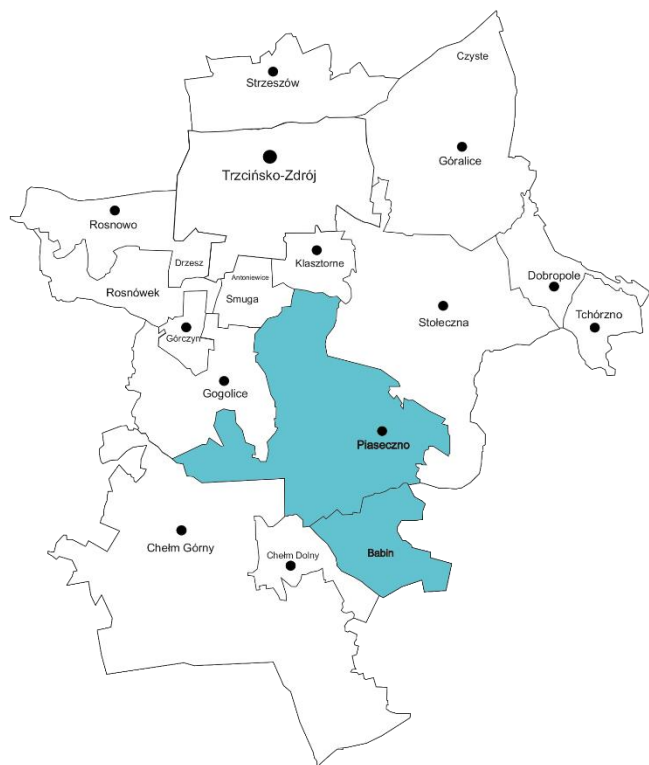 Czyste
Strzeszów
Góralice
Trzcińsko-Zdrój
Rosnowo
Drzesz
Klasztorne
Antoniewice
Dobropole
Rosnówek
Smuga
Stołeczna
Tchórzno
Górczyn
Gogolice
Piaseczno
Chełm Górny
Chełm Dolny
Babin